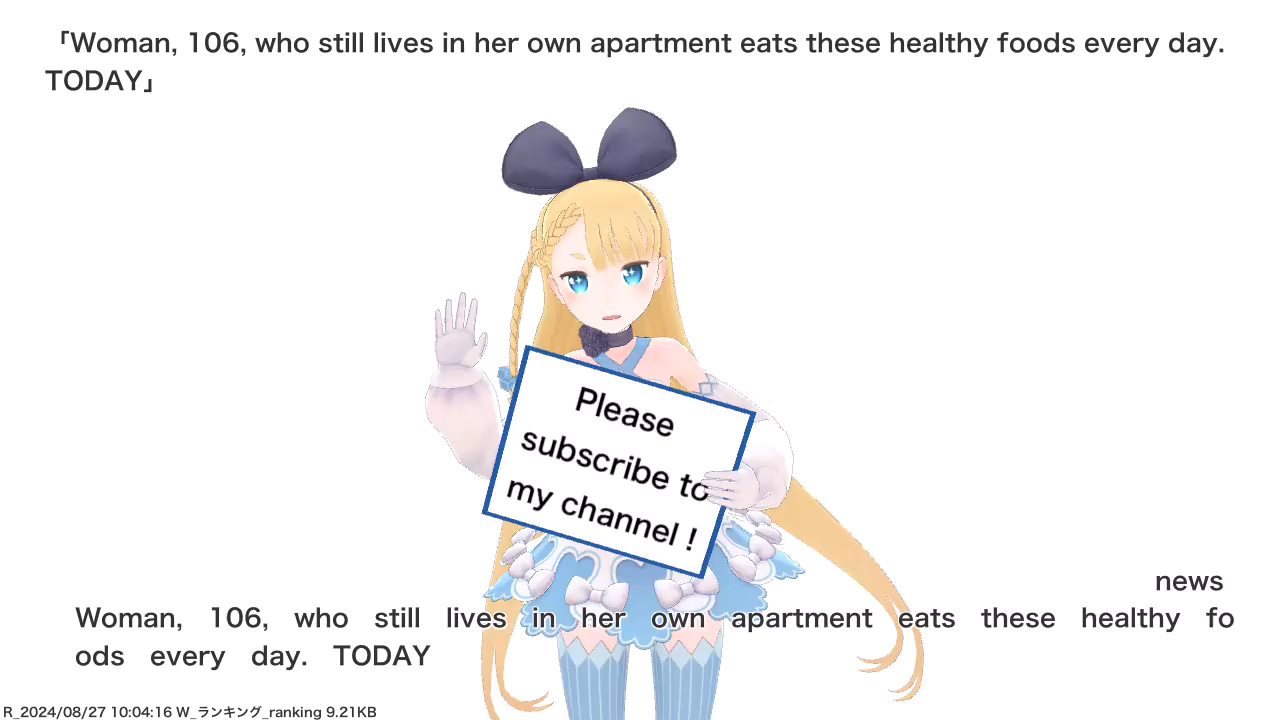 「Woman, 106, who still lives in her own apartment eats these healthy foods every day.
TODAY」
Please
subscribe to
my channel !
news
Woman, 106, who still lives in her own apartment eats these healthy fo
ods every day. TODAY
R_2024/08/27 10:04:16 W_ランキング_ranking 9.21KB